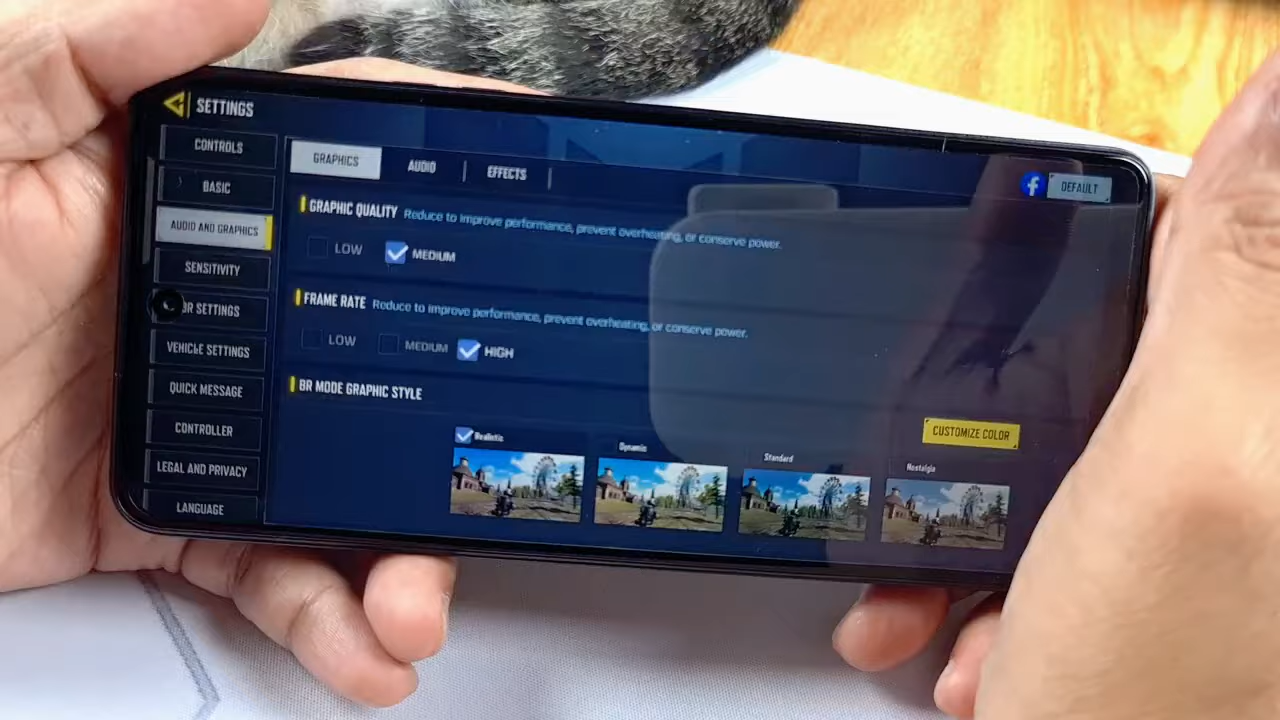 SETTINGS
CONTROLS
BASIC
AUDIO AND GRAPHICS
SENSITIVITY
BR SETTINGS
VEHICLE SETTINGS
QUICK MESSAGE
CONTROLLER
LEGAL AND PRIVACY
LANGUAGE
GRAPHICS
AUDIO
EFFECTS
DEFAULT
GRAPHIC QUALITY Reduce to improve performance, prevent overheating, or conserve power.
LOW MEDIUM
FRAME RATE Reduce to improve performance, prevent overheating, or conserve power.
LOW MEDIUM HIGH
BR MODE GRAPHIC STYLE
CUSTOMIZE COLOR
Realistic Dynamic Standard Nostalgia